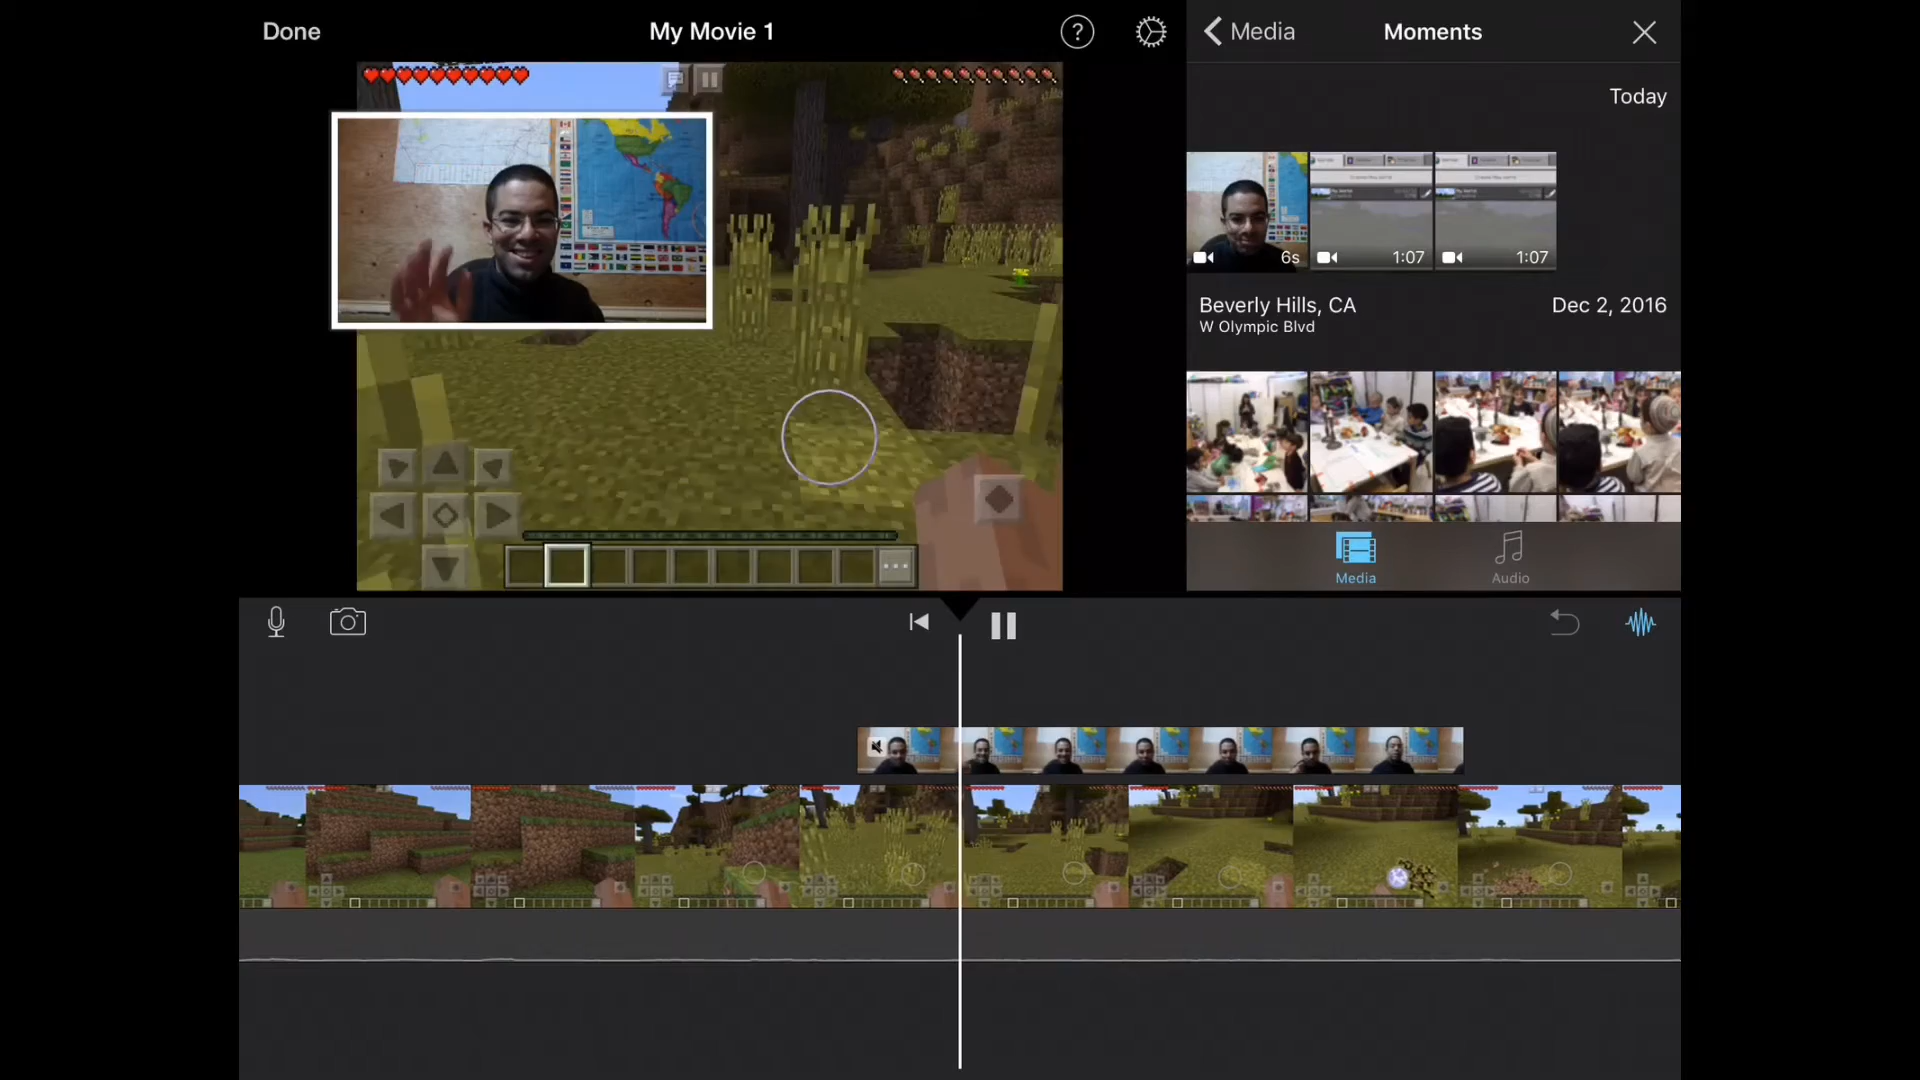 Done
My Movie 1
?
Media
Moments
Today
6s
1:07
1:07
Beverly Hills, CA
Dec 2, 2016
W Olympic Blvd
Media
Audio